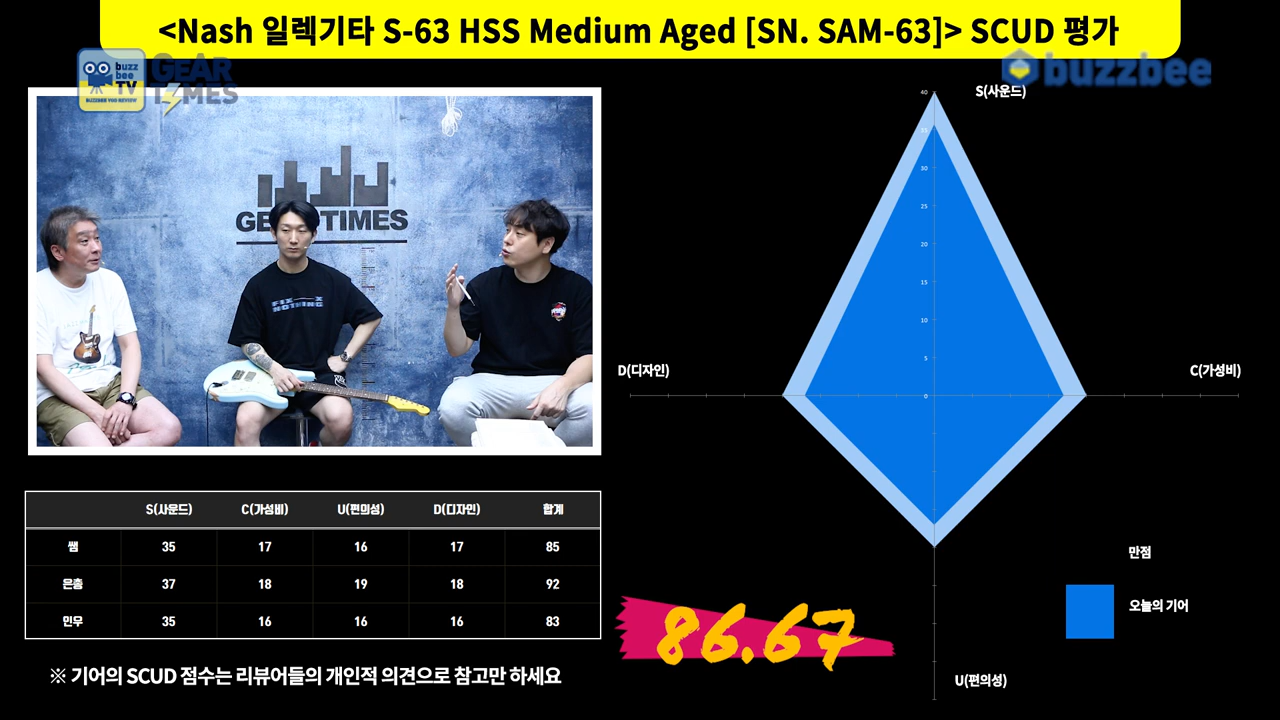 <Nash 일렉기타 S-63 HSS Medium Aged [SN. SAM-63]> SCUD 평가
buzz
bee
TV
BUZZBEE YOU REVIEW
GEAR
TIMES
buzzbee
GE TIMES
FIX X
NOTHING
40
35
30
25
20
15
10
5
0
S(사운드)
D(디자인)
C(가성비)
U(편의성)
만점
오늘의 기어
S(사운드) C(가성비) U(편의성) D(디자인) 합계
쌤 35 17 16 17 85
은총 37 18 19 18 92
민우 35 16 16 16 83
86.67
※ 기어의 SCUD 점수는 리뷰어들의 개인적 의견으로 참고만 하세요